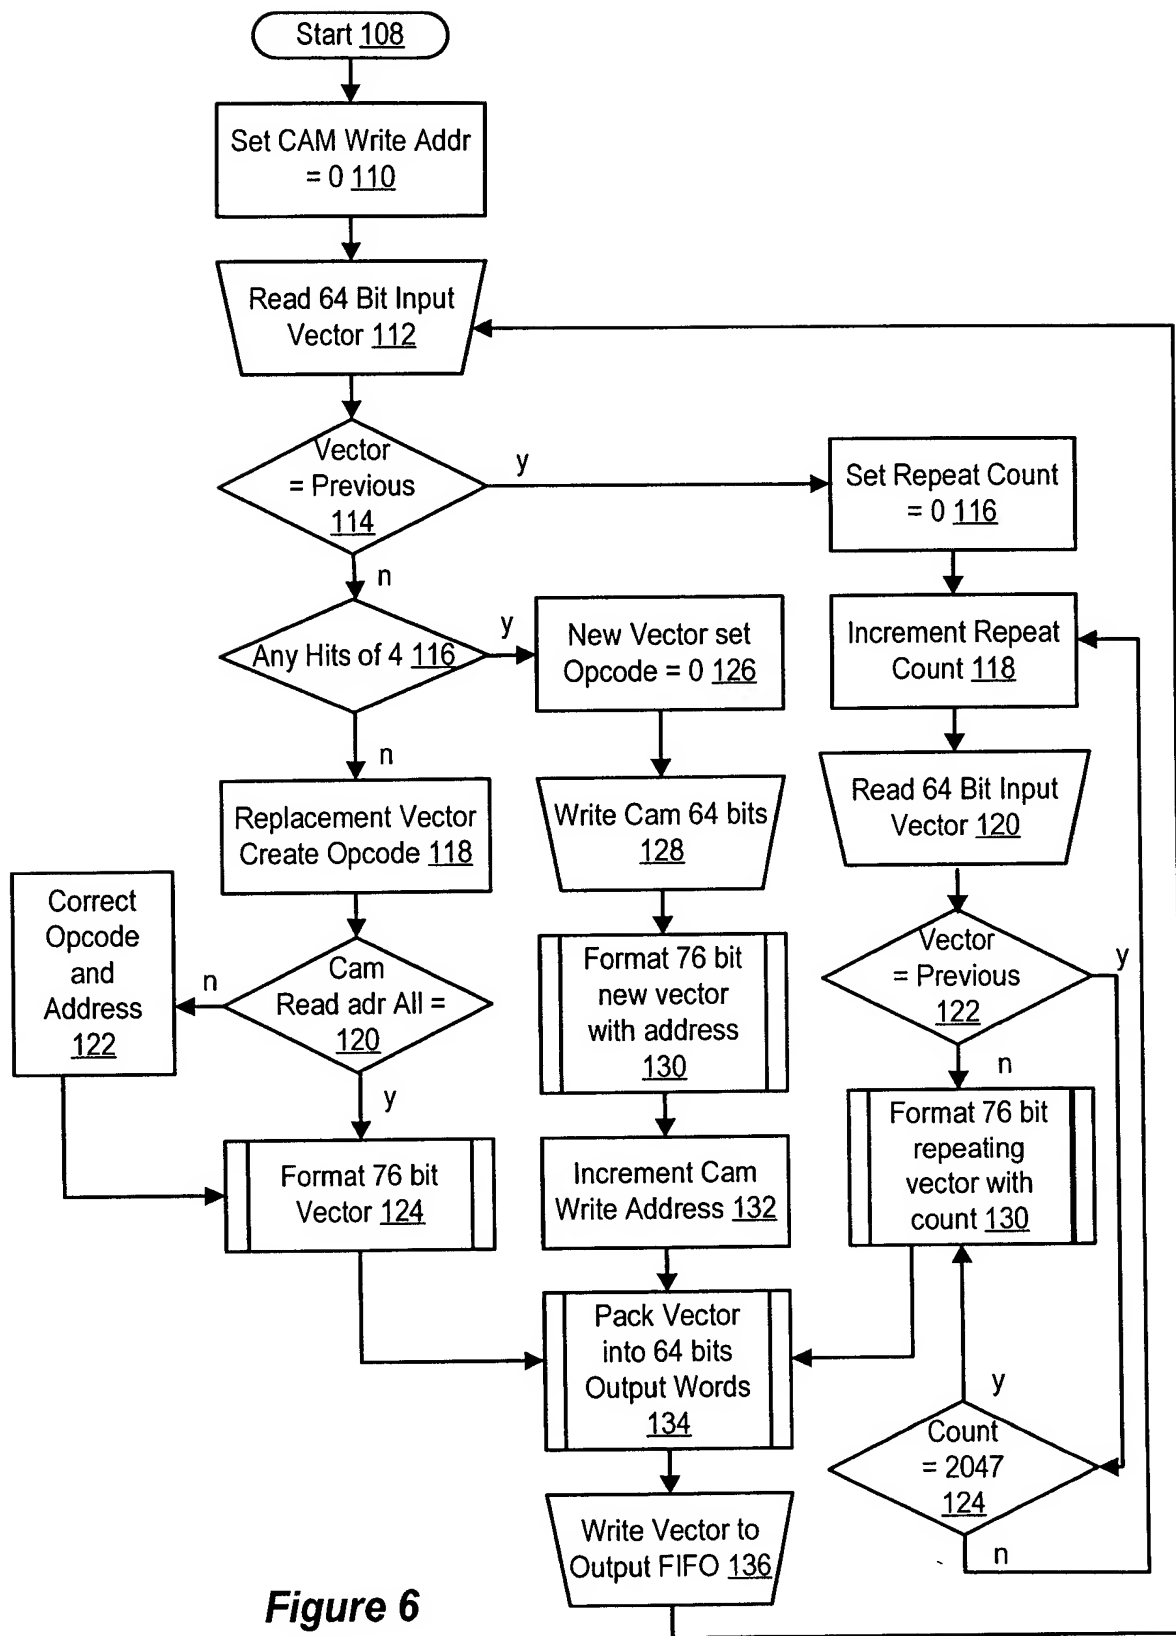 Start 108
Set CAM Write Addr
= 0 110
Read 64 Bit Input
Vector 112
Vector
= Previous
114
y
n
Set Repeat Count
= 0 116
Any Hits of 4 116
y
n
New Vector set
Opcode = 0 126
Increment Repeat
Count 118
Replacement Vector
Create Opcode 118
Write Cam 64 bits
128
Read 64 Bit Input
Vector 120
Correct
Opcode
and
Address
122
n
Cam
Read adr All =
120
y
Format 76 bit
new vector
with address
130
Vector
= Previous
122
y
n
Format 76 bit
Vector 124
Increment Cam
Write Address 132
Format 76 bit
repeating
vector with
count 130
Pack Vector
into 64 bits
Output Words
134
y
Count
= 2047
124
n
Write Vector to
Output FIFO 136
Figure 6